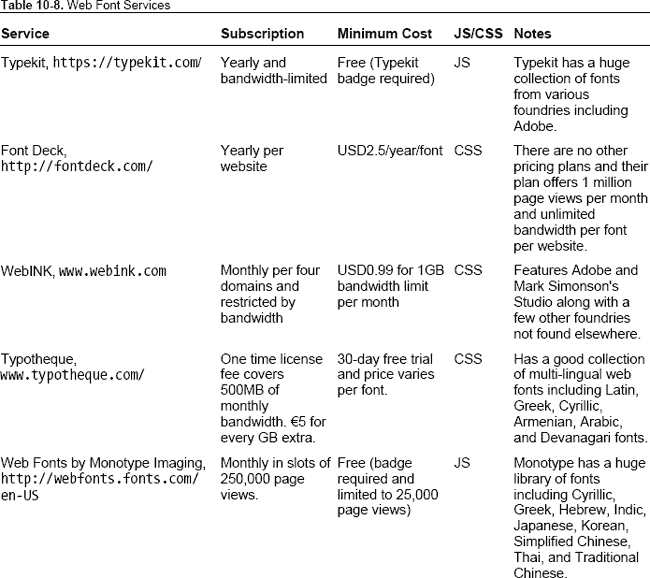 Table 10-8. Web Font Services
Service Subscription Minimum Cost JS/CSS Notes
Typekit, https://typekit.com/ Yearly and Free (Typekit JS Typekit has a huge
bandwidth-limited badge required) collection of fonts
from various
foundries including
Adobe.
Font Deck, Yearly per USD2.5/year/font CSS There are no other
http://fontdeck.com/ website pricing plans and their
plan offers 1 million
page views per month
and unlimited
bandwidth per font
per website.
WebINK, www.webink.com Monthly per four USD0.99 for 1GB CSS Features Adobe and
domains and bandwidth limit Mark Simonson's
restricted by per month Studio along with a
bandwidth few other foundries
not found elsewhere.
Typotheque, One time license 30-day free trial CSS Has a good collection
www.typotheque.com/ fee covers and price varies of multi-lingual web
500MB of per font. fonts including Latin,
monthly Greek, Cyrillic,
bandwidth. €5 for Armenian, Arabic,
every GB extra. and Devanagari fonts.
Web Fonts by Monotype Imaging, Monthly in slots of Free (badge JS Monotype has a huge
http://webfonts.fonts.com/ 250,000 page required and library of fonts
en-US views. limited to 25,000 including Cyrillic,
page views) Greek, Hebrew, Indic,
Japanese, Korean,
Simplified Chinese,
Thai, and Traditional
Chinese.